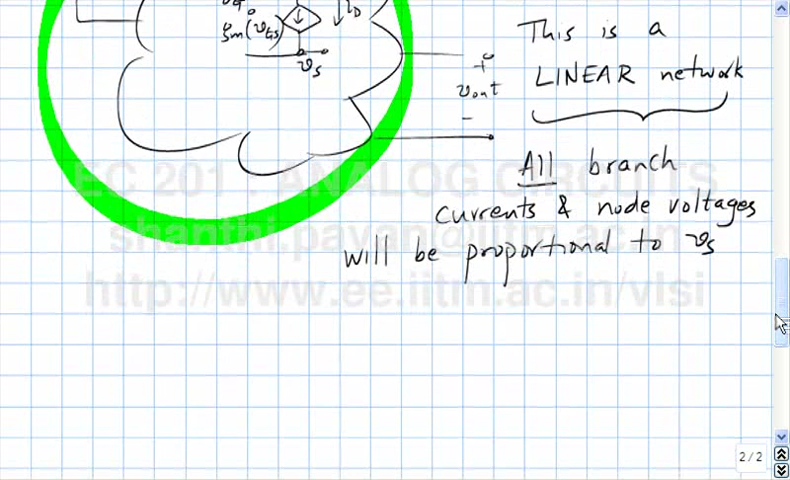 gm(vgs)
iD
vs
+
vout
-
This is a
LINEAR network
All branch
currents & node voltages
will be proportional to vs
EC 201 : ANALOG CIRCUITS
shanthi.pavan@iitm.ac.in
http://www.ee.iitm.ac.in/vlsi
2 / 2